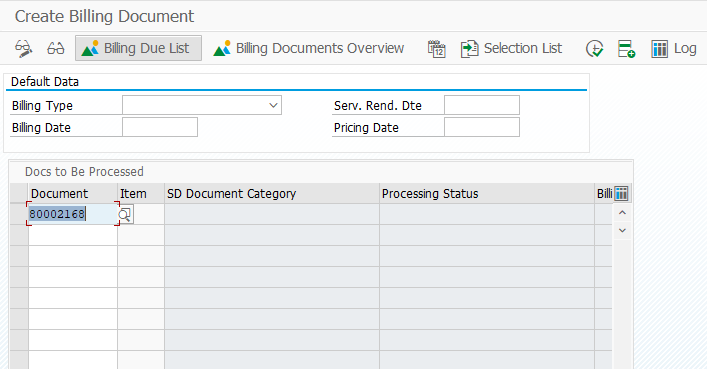 Create Billing Document
Billing Due List Billing Documents Overview 12 Selection List Log
Default Data
Billing Type Serv. Rend. Dte
Billing Date Pricing Date
Docs to Be Processed
Document Item SD Document Category Processing Status Billi
80002168